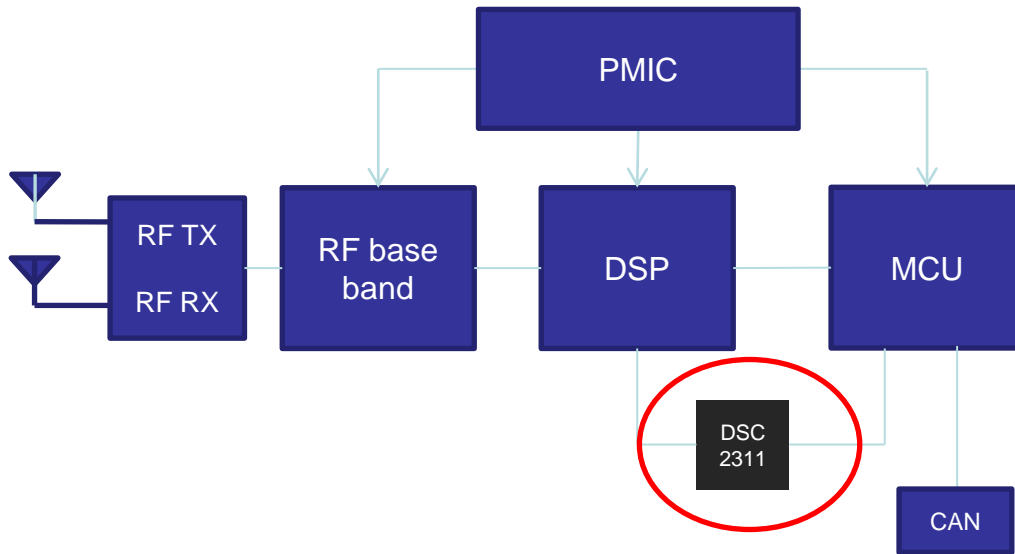 PMIC
RF TX
RF RX
RF base
band
DSP
MCU
DSC
2311
CAN